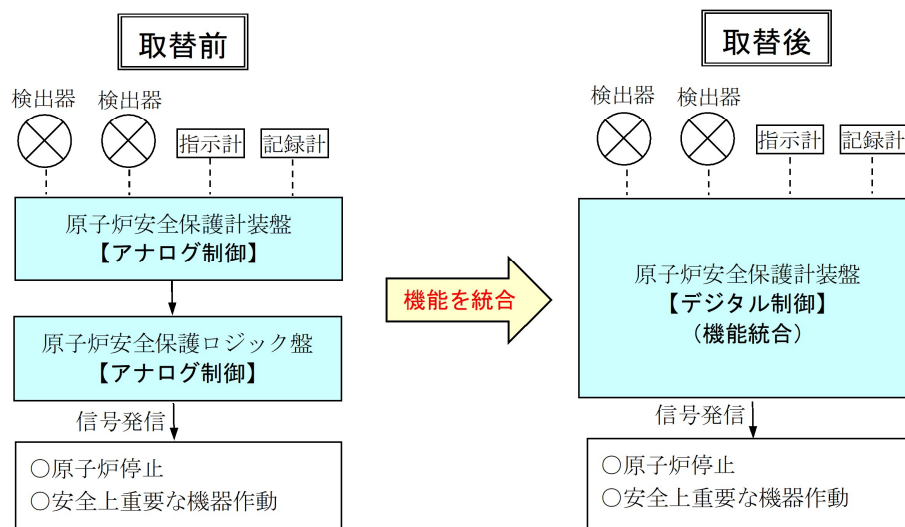 取替前
検出器
検出器
指示計
記録計
原子炉安全保護計装盤
【アナログ制御】
原子炉安全保護ロジック盤
【アナログ制御】
信号発信
○原子炉停止
○安全上重要な機器作動
機能を統合
取替後
検出器
検出器
指示計
記録計
原子炉安全保護計装盤
【デジタル制御】
（機能統合）
信号発信
○原子炉停止
○安全上重要な機器作動